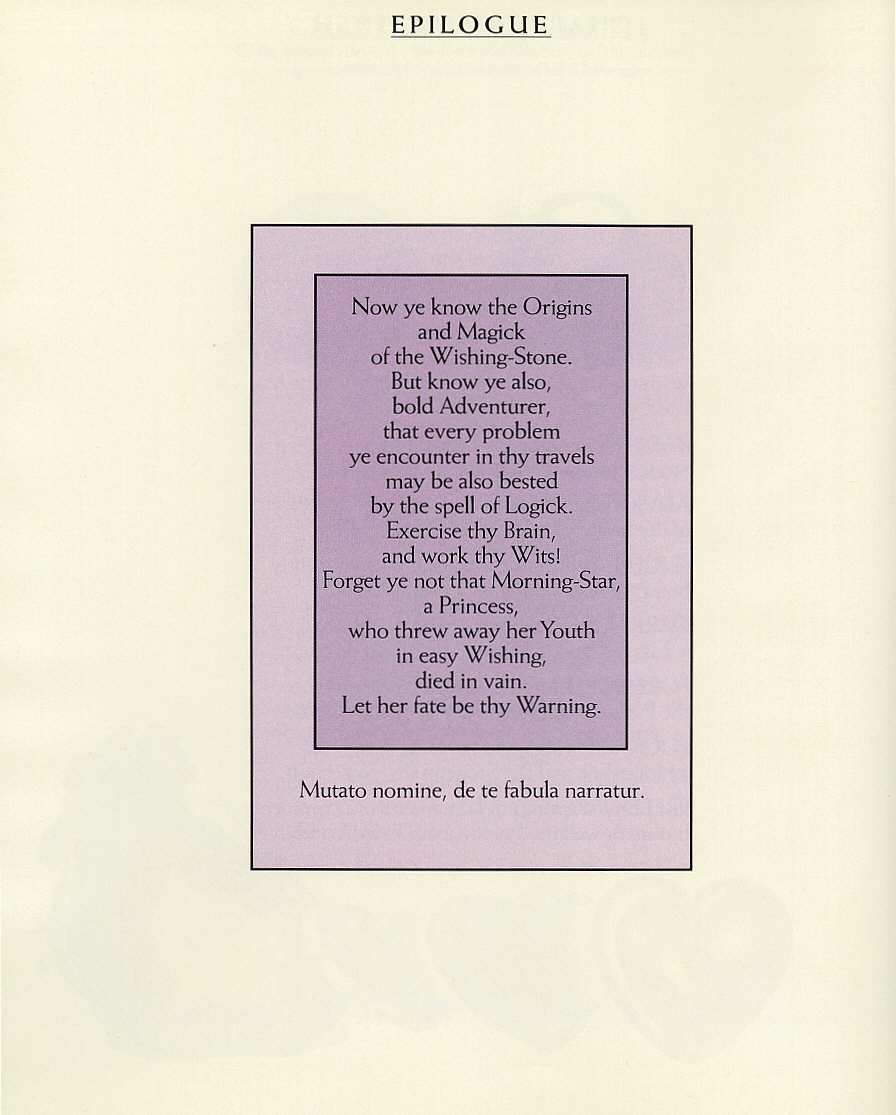 EPILOGUE
Now ye know the Origins
and Magick
of the Wishing-Stone.
But know ye also,
bold Adventurer,
that every problem
ye encounter in thy travels
may be also bested
by the spell of Logick.
Exercise thy Brain,
and work thy Wits!
Forget ye not that Morning-Star,
a Princess,
who threw away her Youth
in easy Wishing,
died in vain.
Let her fate be thy Warning.
Mutato nomine, de te fabula narratur.